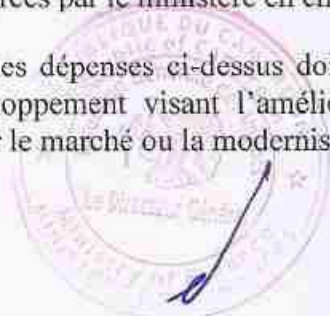 rées par le ministère en
es dépenses ci-dessus doi
oppement visant l'amélic
r le marché ou la modernis
Le Directeur Général